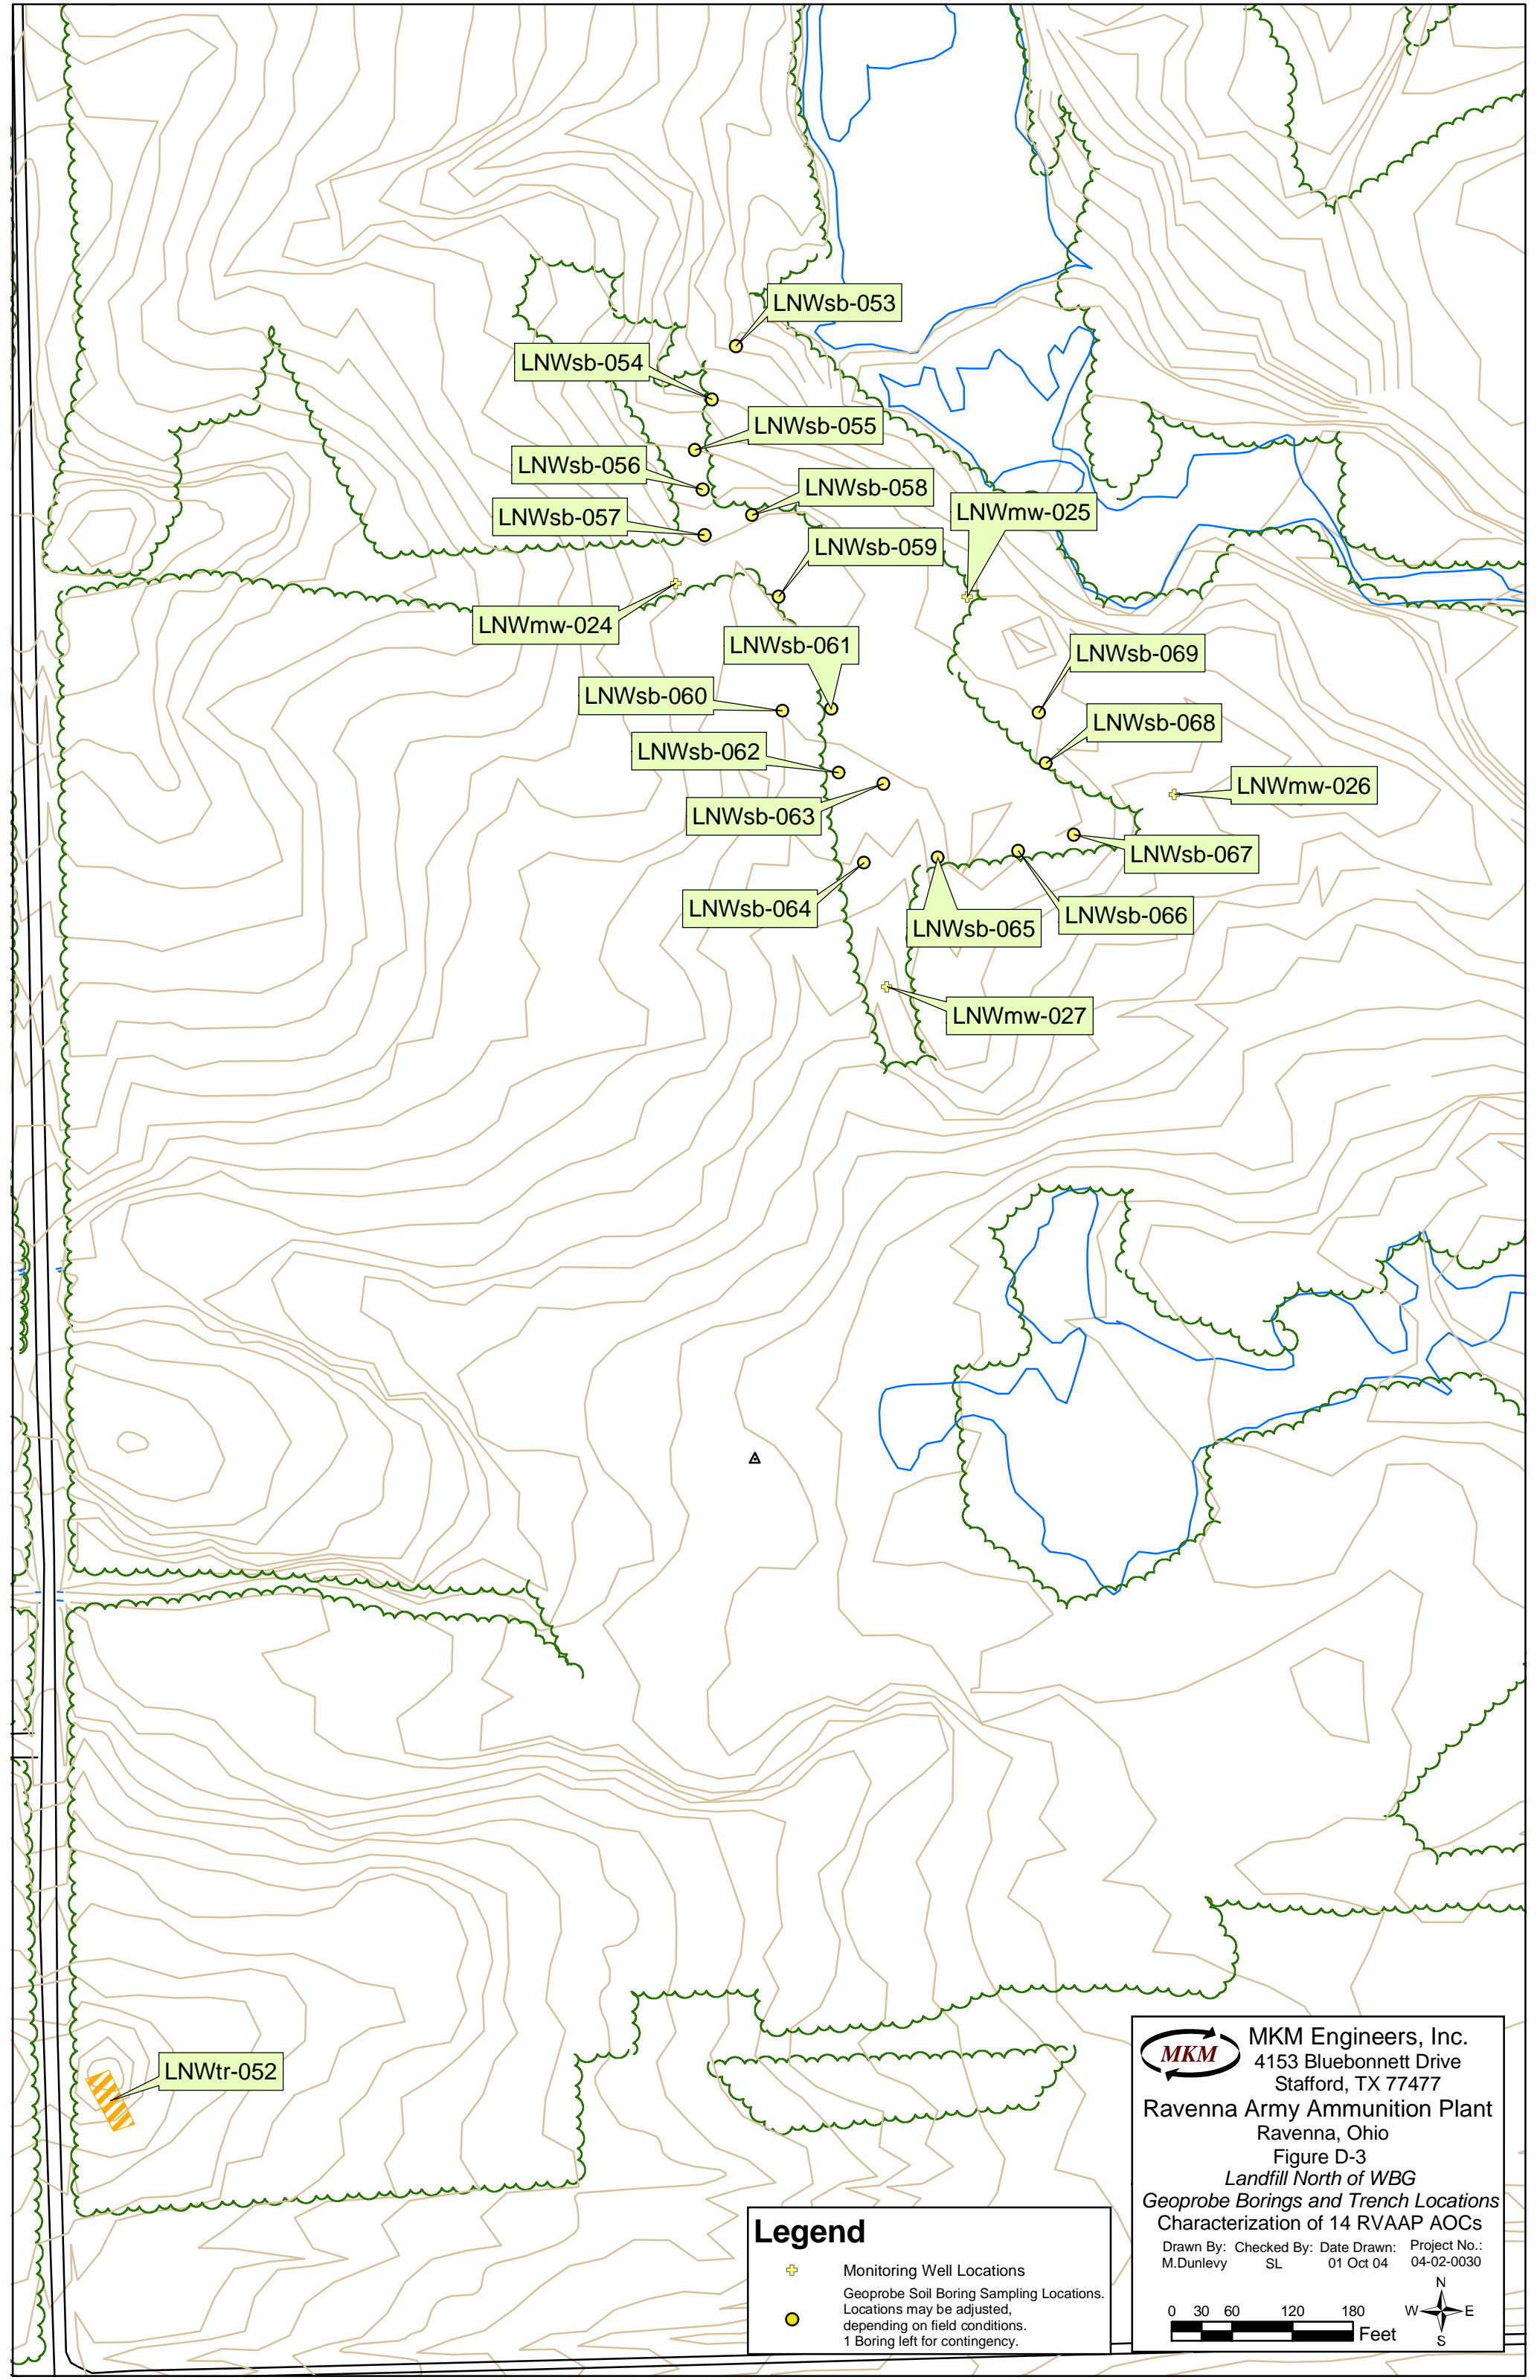 LNWsb-053
LNWsb-054
LNWsb-055
LNWsb-056
LNWsb-058
LNWsb-057
LNWmw-025
LNWsb-059
LNWmw-024
LNWsb-061
LNWsb-069
LNWsb-060
LNWsb-068
LNWsb-062
LNWmw-026
LNWsb-063
LNWsb-067
LNWsb-064
LNWsb-066
LNWsb-065
LNWmw-027
LNWtr-052
MKM
MKM Engineers, Inc.
4153 Bluebonnett Drive
Stafford, TX 77477
Ravenna Army Ammunition Plant
Ravenna, Ohio
Figure D-3
Landfill North of WBG
Geoprobe Borings and Trench Locations
Characterization of 14 RVAAP AOCs
Drawn By: Checked By: Date Drawn: Project No.:
M.Dunlevy SL 01 Oct 04 04-02-0030
N
W E
S
0 30 60 120 180
Feet
Legend
Monitoring Well Locations
Geoprobe Soil Boring Sampling Locations.
Locations may be adjusted,
depending on field conditions.
1 Boring left for contingency.